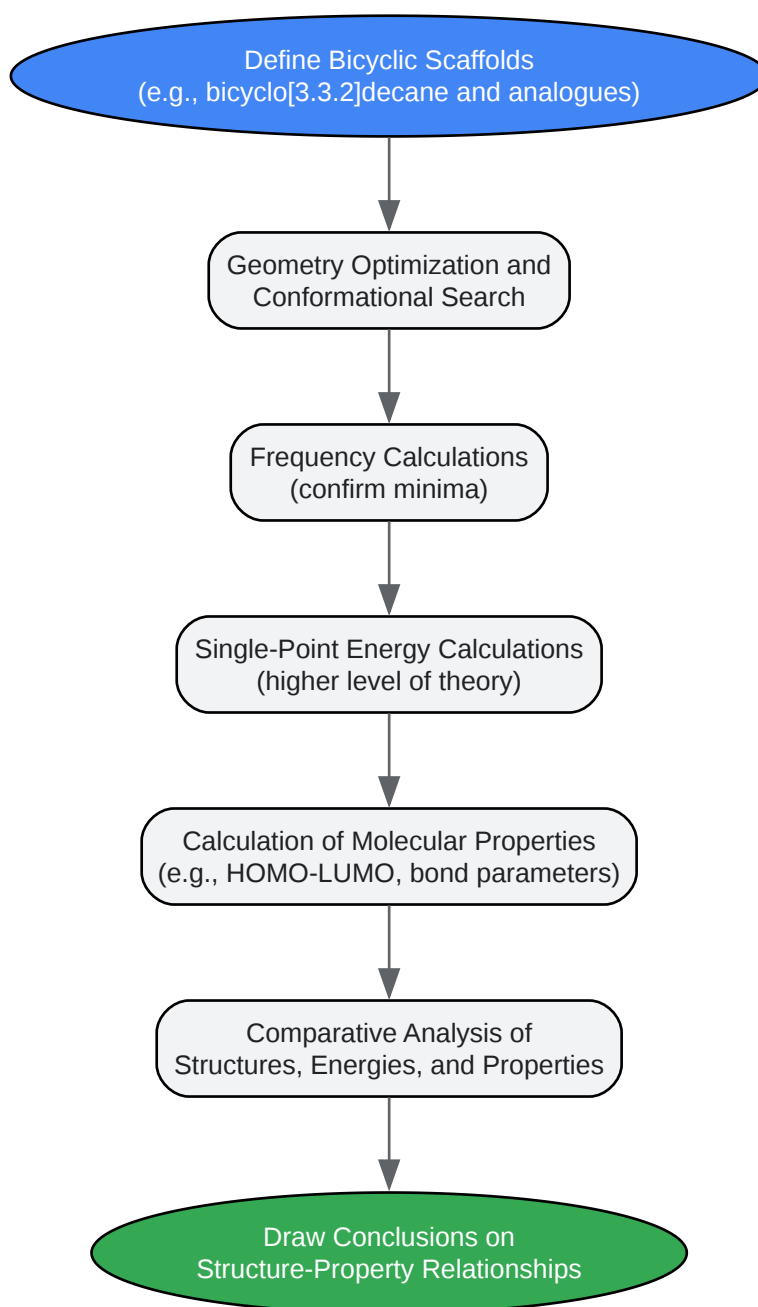 Define Bicyclic Scaffolds
(e.g., bicyclo[3.3.2]decane and analogues)
Geometry Optimization and
Conformational Search
Frequency Calculations
(confirm minima)
Single-Point Energy Calculations
(higher level of theory)
Calculation of Molecular Properties
(e.g., HOMO-LUMO, bond parameters)
Comparative Analysis of
Structures, Energies, and Properties
Draw Conclusions on
Structure-Property Relationships